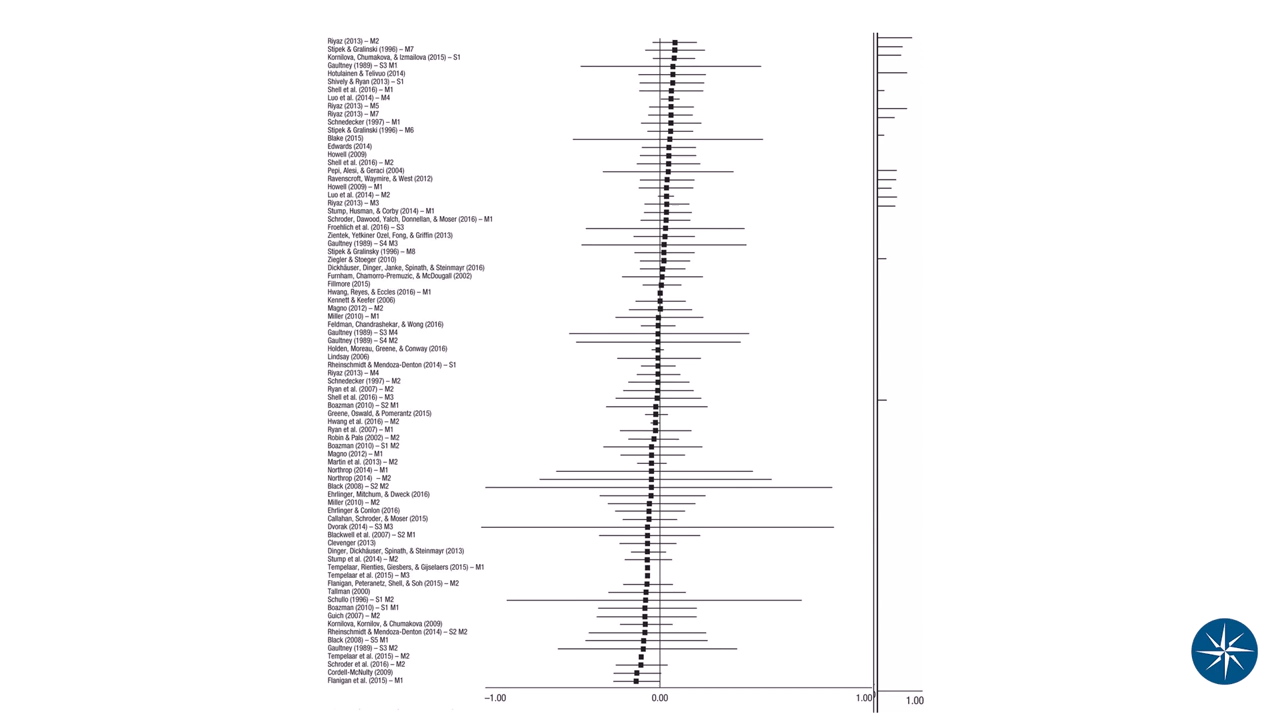 Riyaz (2013) – M2
Stipek & Gralinski (1996) – M7
Kornilova, Chumakova, & Izmailova (2015) – S1
Gaultney (1989) – S3 M1
Hotulainen & Telivuo (2014)
Shively & Ryan (2013) – S1
Shell et al. (2016) – M1
Luo et al. (2014) – M4
Riyaz (2013) – M5
Riyaz (2013) – M7
Schnedecker (1997) – M1
Stipek & Gralinski (1996) – M6
Blake (2015)
Edwards (2014)
Howell (2009)
Shell et al. (2016) – M2
Pepi, Alesi, & Geraci (2004)
Ravenscroft, Waymire, & West (2012)
Howell (2009) – M1
Luo et al. (2014) – M2
Riyaz (2013) – M3
Stump, Husman, & Corby (2014) – M1
Schroder, Dawood, Yalch, Donnellan, & Moser (2016) – M1
Froehlich et al. (2016) – S3
Zientek, Yetkiner Ozel, Fong, & Griffin (2013)
Gaultney (1989) – S4 M3
Stipek & Gralinsky (1996) – M8
Ziegler & Stoeger (2010)
Dickhäuser, Dinger, Janke, Spinath, & Steinmayr (2016)
Furnham, Chamorro-Premuzic, & McDougall (2002)
Fillmore (2015)
Hwang, Reyes, & Eccles (2016) – M1
Kennett & Keefer (2006)
Magno (2012) – M2
Miller (2010) – M1
Feldman, Chandrashekar, & Wong (2016)
Gaultney (1989) – S3 M4
Gaultney (1989) – S4 M2
Holden, Moreau, Greene, & Conway (2016)
Lindsay (2006)
Rheinschmidt & Mendoza-Denton (2014) – S1
Riyaz (2013) – M4
Schnedecker (1997) – M2
Ryan et al. (2007) – M2
Shell et al. (2016) – M3
Boazman (2010) – S2 M1
Greene, Oswald, & Pomerantz (2015)
Hwang et al. (2016) – M2
Ryan et al. (2007) – M1
Robin & Pals (2002) – M2
Boazman (2010) – S1 M2
Magno (2012) – M1
Martin et al. (2013) – M2
Northrop (2014) – M1
Northrop (2014) – M2
Black (2008) – S2 M2
Ehrlinger, Mitchum, & Dweck (2016)
Miller (2010) – M2
Ehrlinger & Conlon (2016)
Callahan, Schroder, & Moser (2015)
Dvorak (2014) – S3 M3
Blackwell et al. (2007) – S2 M1
Clevenger (2013)
Dinger, Dickhäuser, Spinath, & Steinmayr (2013)
Stump et al. (2014) – M2
Tempelaar, Rienties, Giesbers, & Gijselaers (2015) – M1
Tempelaar et al. (2015) – M3
Flanigan, Peteranetz, Shell, & Soh (2015) – M2
Tallman (2000)
Schullo (1996) – S1 M2
Boazman (2010) – S1 M1
Guich (2007) – M2
Kornilova, Kornilov, & Chumakova (2009)
Rheinschmidt & Mendoza-Denton (2014) – S2 M2
Black (2008) – S5 M1
Gaultney (1989) – S3 M2
Tempelaar et al. (2015) – M2
Schroder et al. (2016) – M2
Cordell-McNulty (2009)
Flanigan et al. (2015) – M1
–1.00 0.00 1.00 1.00